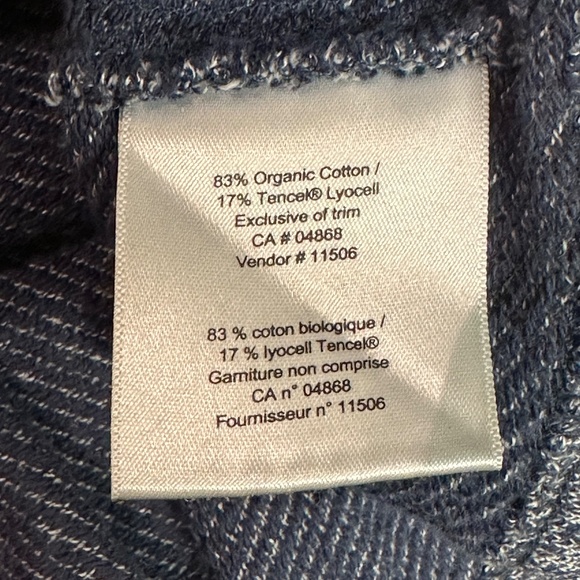 83% Organic Cotton /
17% Tencel® Lyocell
Exclusive of trim
CA # 04868
Vendor # 11506
83 % coton biologique /
17 % lyocell Tencel®
Garniture non comprise
CA n° 04868
Fournisseur n° 11506